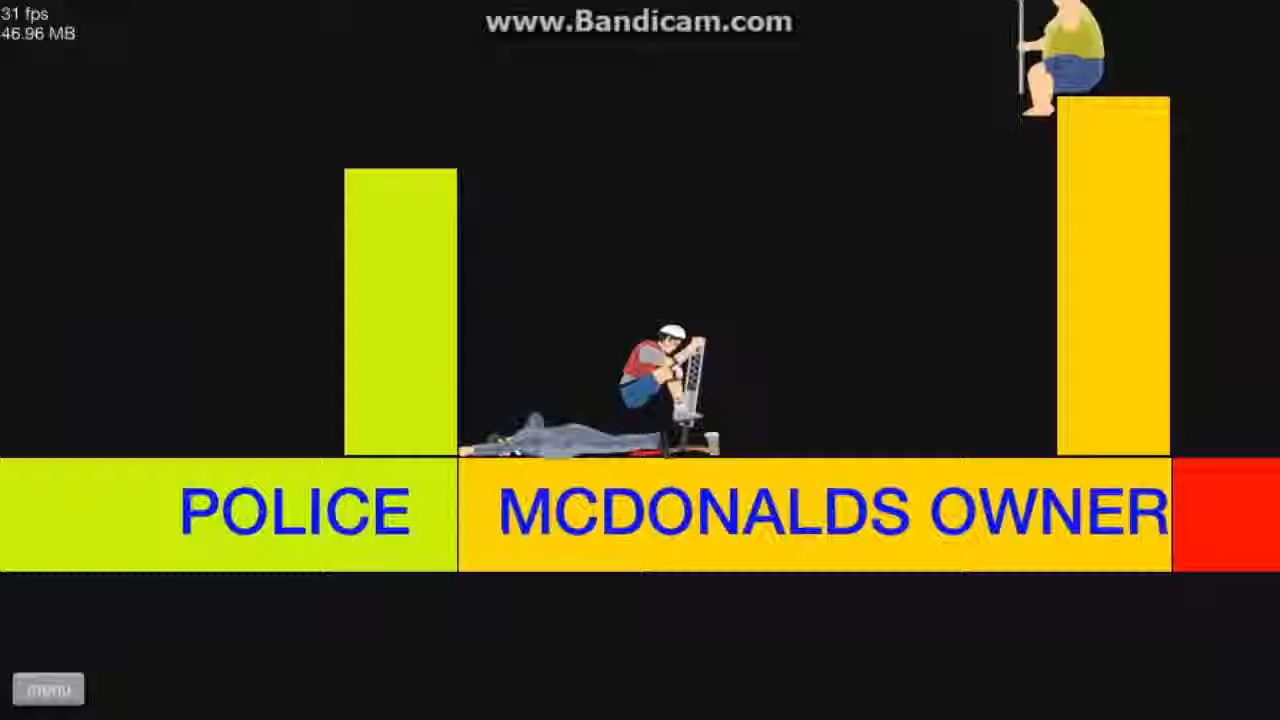 31 fps
46.96 MB
www.Bandicam.com
POLICE
MCDONALDS OWNER
menu